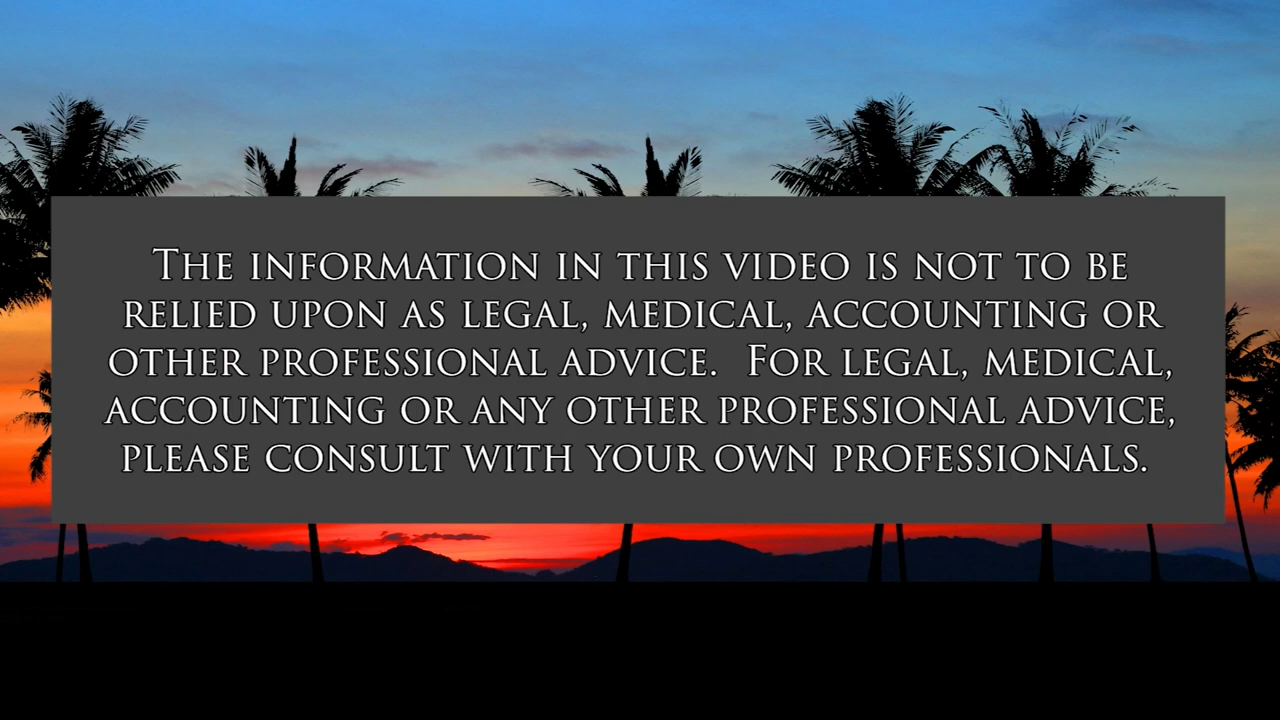 The information in this video is not to be
relied upon as legal, medical, accounting or
other professional advice.  For legal, medical,
accounting or any other professional advice,
please consult with your own professionals.